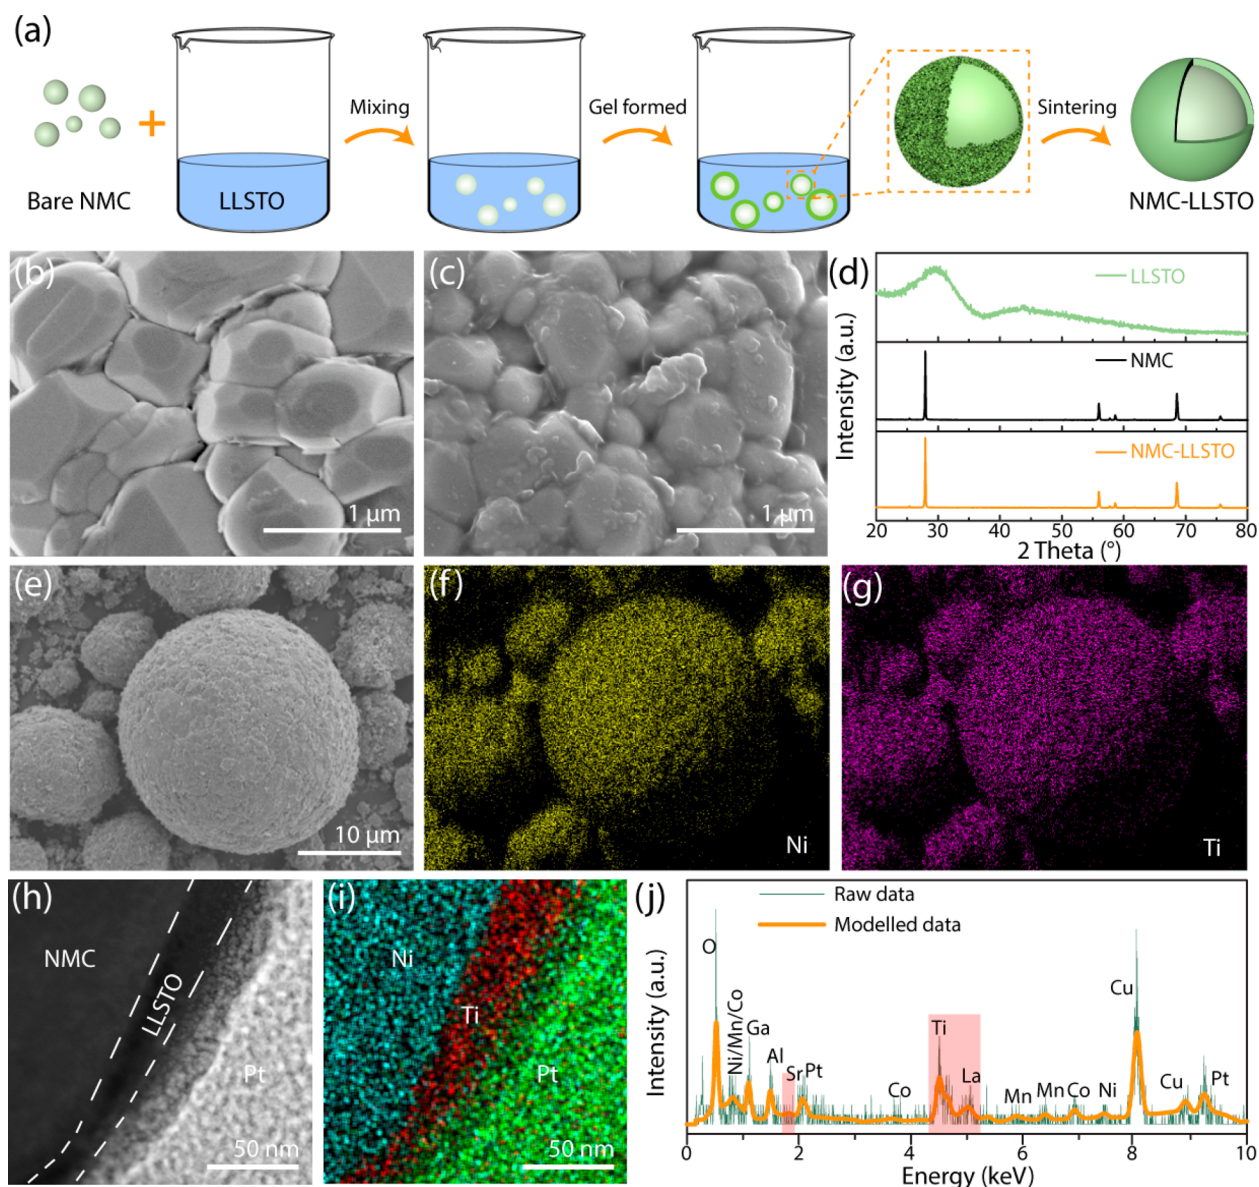 (a)
Bare NMC
+
LLSTO
Mixing
Gel formed
Sintering
NMC-LLSTO
(b)
1 µm
(c)
1 µm
(d)
Intensity (a.u.)
LLSTO
NMC
NMC-LLSTO
20 30 40 50 60 70 80
2 Theta (°)
(e)
10 µm
(f)
Ni
(g)
Ti
(h)
NMC
LLSTO
Pt
50 nm
(i)
Ni
Ti
Pt
50 nm
(j)
Raw data
Modelled data
Intensity (a.u.)
O
Ni/Mn/Co
Ga
Al
Sr
Pt
Co
Ti
La
Mn
Mn
Co
Ni
Cu
Cu
Pt
0 2 4 6 8 10
Energy (keV)